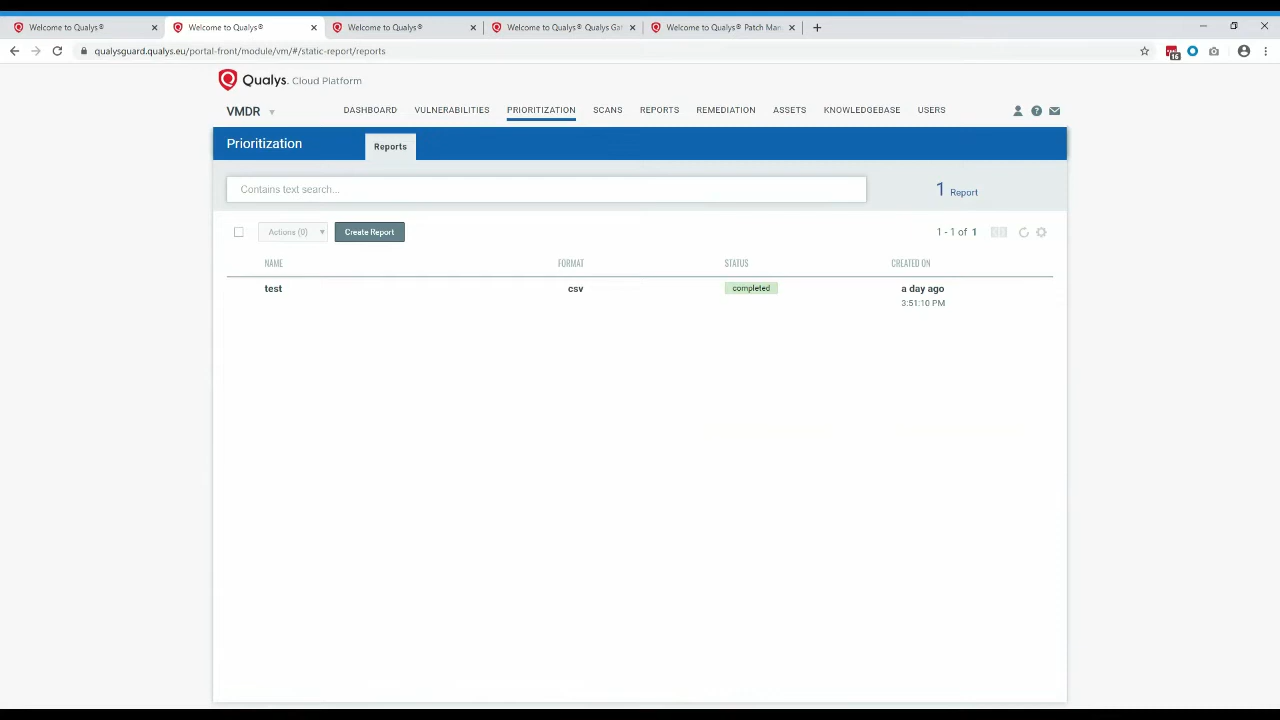 Welcome to Qualys®
Welcome to Qualys®
Welcome to Qualys®
Welcome to Qualys® Qualys Gat
Welcome to Qualys® Patch Man
qualysguard.qualys.eu/portal-front/module/vm/#/static-report/reports
16
Qualys. Cloud Platform
VMDR
DASHBOARD VULNERABILITIES PRIORITIZATION SCANS REPORTS REMEDIATION ASSETS KNOWLEDGEBASE USERS
Prioritization
Reports
Contains text search...
1 Report
Actions (0)
Create Report
1 - 1 of 1
NAME FORMAT STATUS CREATED ON
test csv completed a day ago
3:51:10 PM